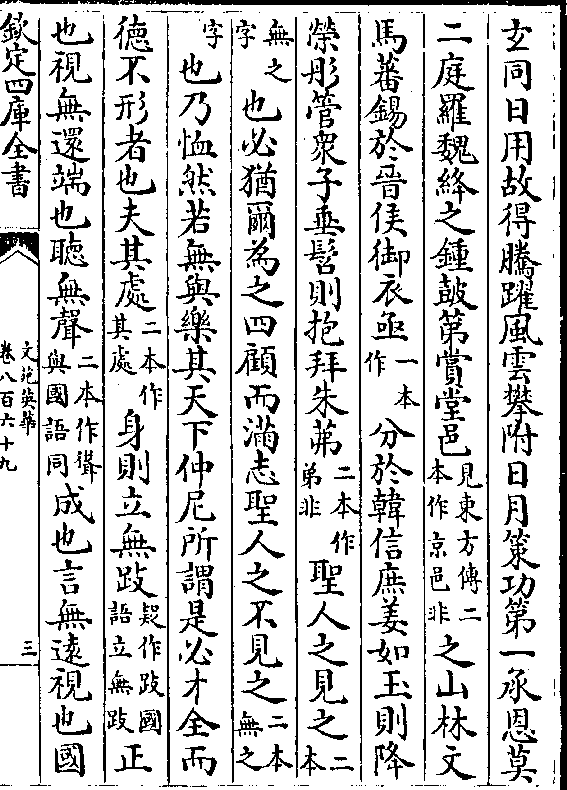 玄同日用故得騰躍風雲攀附日月策功第一承恩莫
二庭羅魏絳之鍾鼓第賞堂邑見東方傳二本作京邑非之山林文
馬蕃錫於晉侯御衣亟一本作分於韓信庶姜如玉則降
榮彤管衆子垂髫則抱拜朱茀二本作弟非聖人之見之二本
無之字也必猶爾為之四顧而滿志聖人之不見之二本無之
字也乃恤然若無與樂其天下仲尼所謂是必才全而
德不形者也夫其處二本作其處身則立無跛疑作跂國語立無跛正
也視無還端也聽無聲二本作聳與國語同成也言無遠視也國
欽定四庫全書
文苑英華
卷八百六十九
三